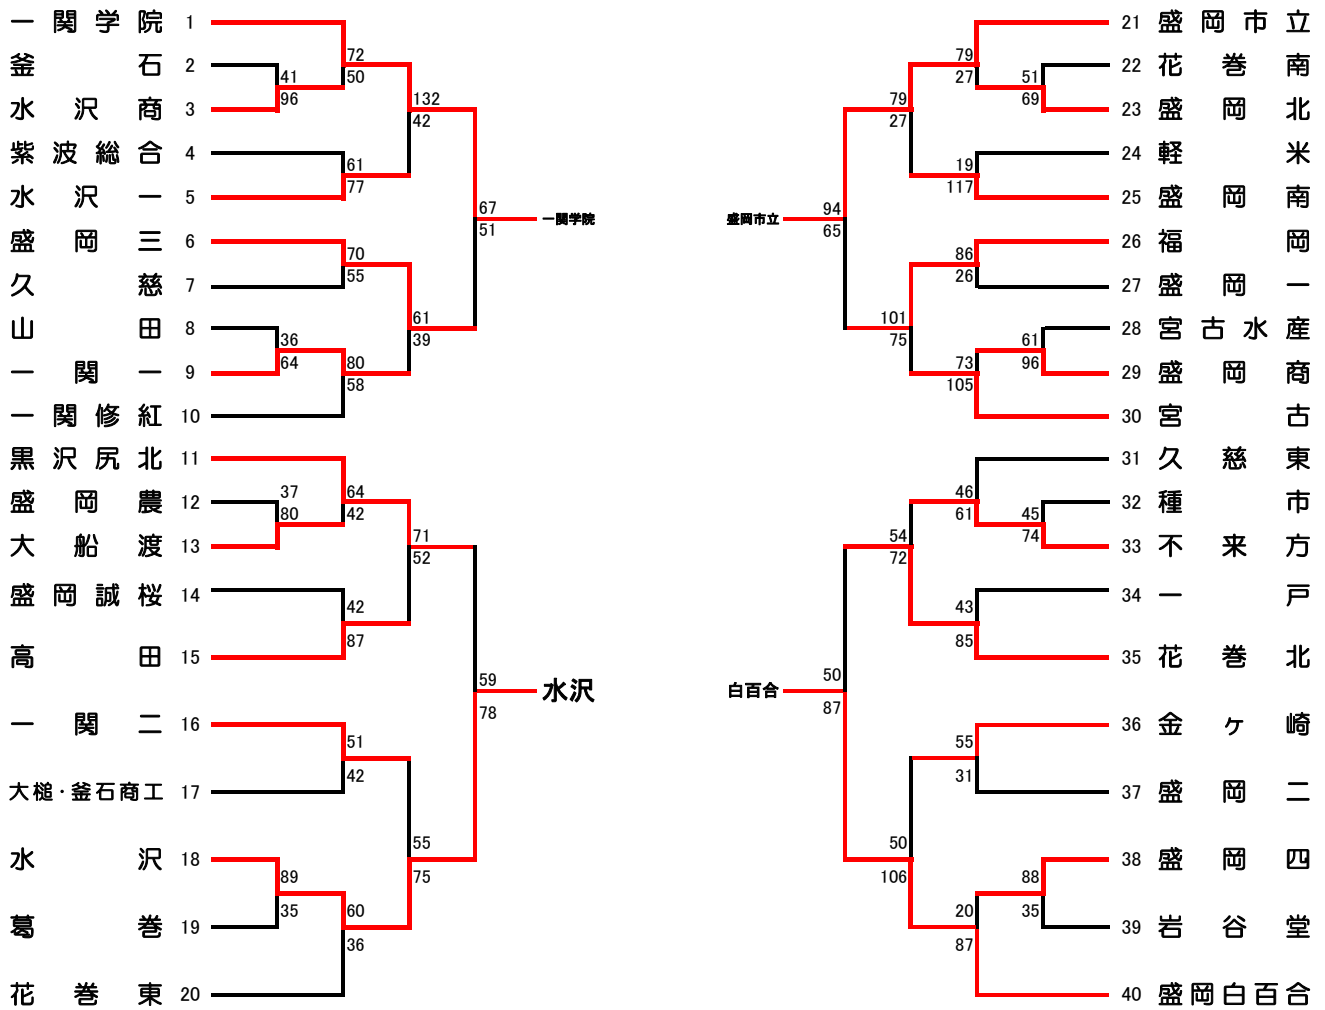 一関学院 1
釜石 2
水沢商 3
紫波総合 4
水沢一 5
盛岡三 6
久慈 7
山田 8
一関一 9
一関修紅 10
黒沢尻北 11
盛岡農 12
大船渡 13
盛岡誠桜 14
高田 15
一関二 16
大槌・釜石商工 17
水沢 18
葛巻 19
花巻東 20
41
96
36
64
37
80
89
35
72
50
61
77
70
55
80
58
64
42
42
87
51
42
60
36
132
42
61
39
71
52
55
75
67
51
59
78
一関学院
水沢
盛岡市立
白百合
94
65
50
87
79
27
101
75
54
72
50
106
79
27
19
117
86
26
73
105
46
61
43
85
55
31
20
87
51
69
61
96
45
74
88
35
21 盛岡市立
22 花巻南
23 盛岡北
24 軽米
25 盛岡南
26 福岡
27 盛岡一
28 宮古水産
29 盛岡商
30 宮古
31 久慈東
32 種市
33 不来方
34 一戸
35 花巻北
36 金ヶ崎
37 盛岡二
38 盛岡四
39 岩谷堂
40 盛岡白百合